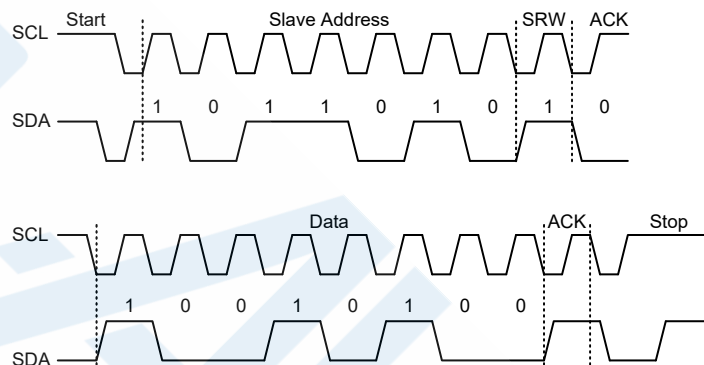 Start Slave Address SRW ACK
SCL
1 0 1 1 0 1 0 1 0
SDA
Data ACK Stop
SCL
1 0 0 1 0 1 0 0
SDA